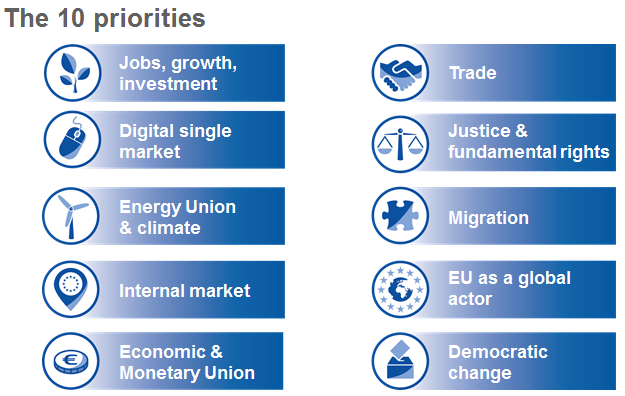 The 10 priorities
Jobs, growth,
investment
Digital single
market
Energy Union
& climate
Internal market
Economic &
Monetary Union
Trade
Justice &
fundamental rights
Migration
EU as a global
actor
Democratic
change